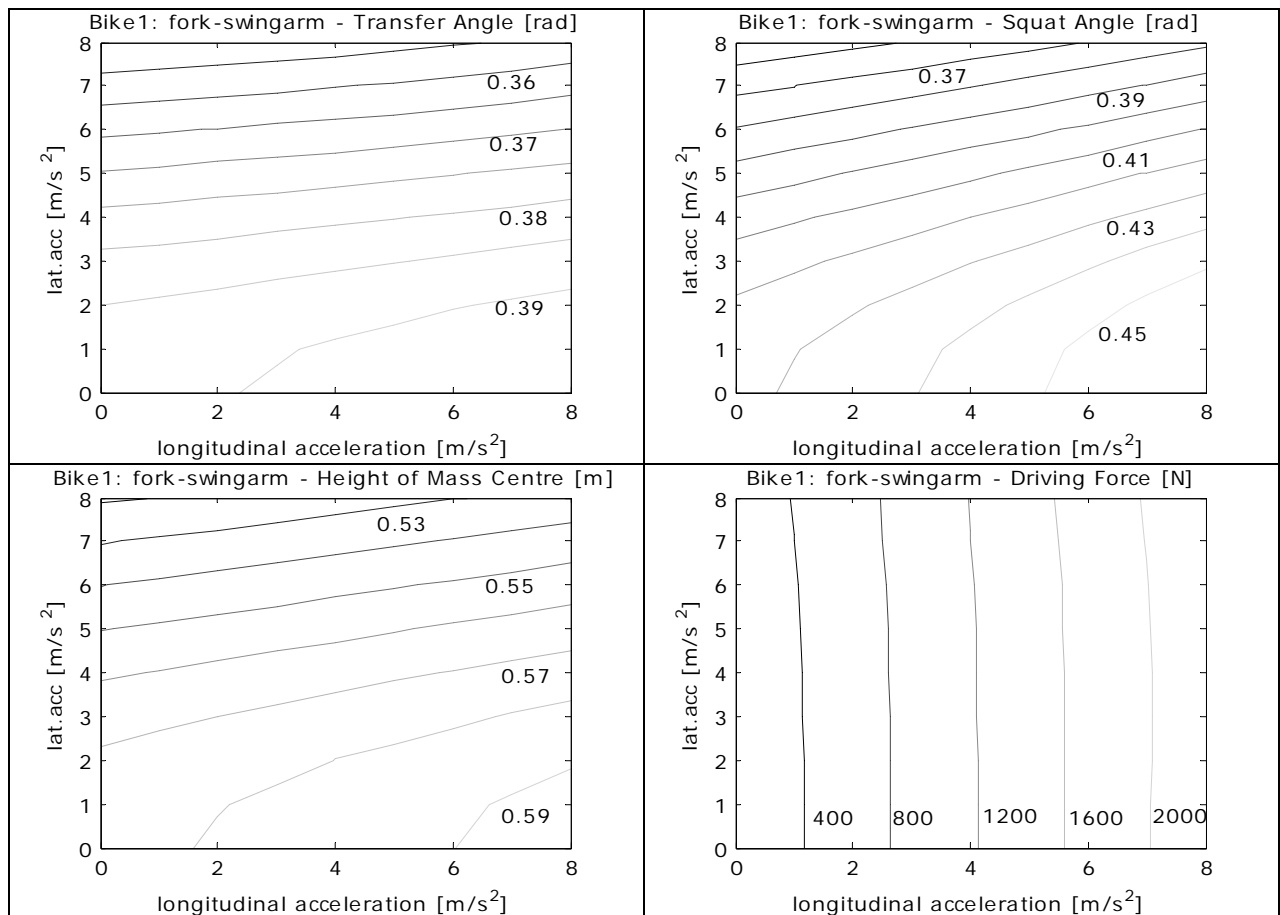 Bike1: fork-swingarm - Transfer Angle [rad]
8
7
6
5
4
3
2
1
0
lat.acc [m/s 2]
0.36
0.37
0.38
0.39
0 2 4 6 8
longitudinal acceleration [m/s2]
Bike1: fork-swingarm - Squat Angle [rad]
8
7
6
5
4
3
2
1
0
lat.acc [m/s 2]
0.37
0.39
0.41
0.43
0.45
0 2 4 6 8
longitudinal acceleration [m/s2]
Bike1: fork-swingarm - Height of Mass Centre [m]
8
7
6
5
4
3
2
1
0
lat.acc [m/s 2]
0.53
0.55
0.57
0.59
0 2 4 6 8
longitudinal acceleration [m/s2]
Bike1: fork-swingarm - Driving Force [N]
8
7
6
5
4
3
2
1
0
lat.acc [m/s 2]
400 800 1200 1600 2000
0 2 4 6 8
longitudinal acceleration [m/s2]